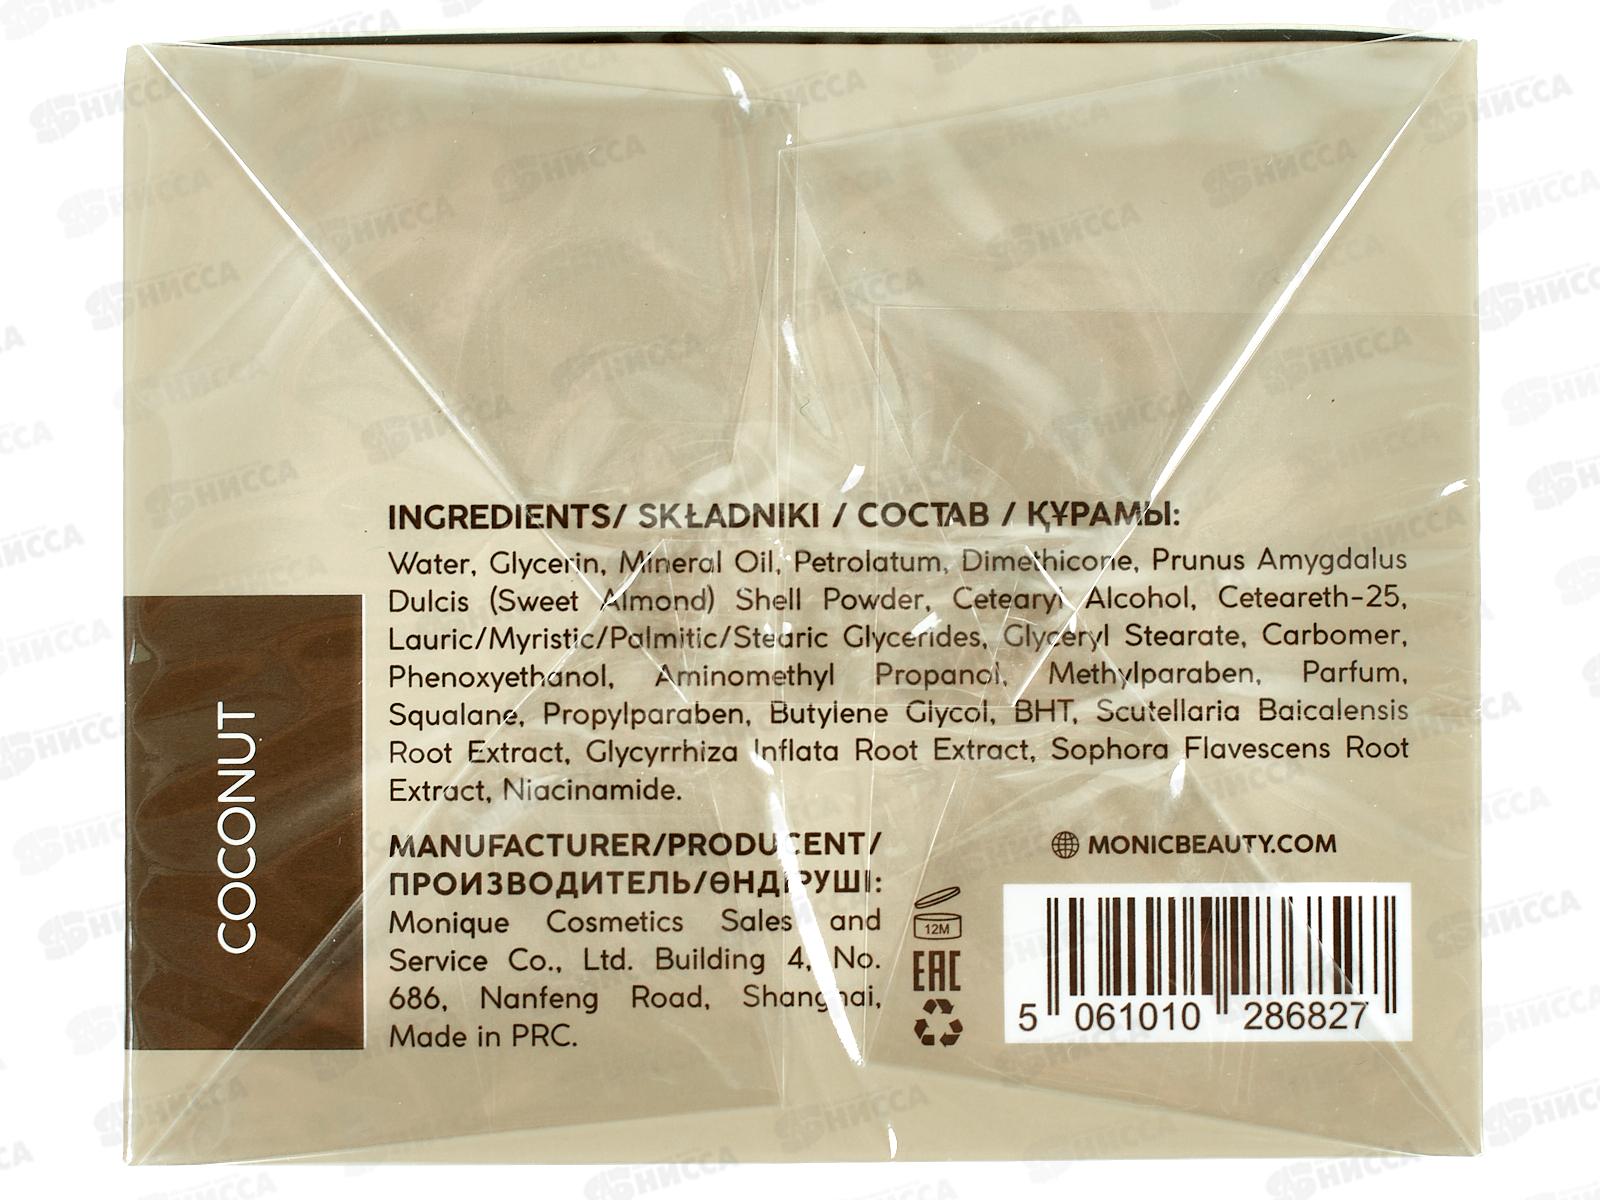 INGREDIENTS/ SKŁADNIKI / СОСТАВ / ҚҰРАМЫ:
Water, Glycerin, Mineral Oil, Petrolatum, Dimethicone, Prunus Amygdalus
Dulcis (Sweet Almond) Shell Powder, Cetearyl Alcohol, Ceteareth-25,
Lauric/Myristic/Palmitic/Stearic Glycerides, Glyceryl Stearate, Carbomer,
Phenoxyethanol, Aminomethyl Propanol, Methylparaben, Parfum,
Squalane, Propylparaben, Butylene Glycol, BHT, Scutellaria Baicalensis
Root Extract, Glycyrrhiza Inflata Root Extract, Sophora Flavescens Root
Extract, Niacinamide.
COCONUT
MANUFACTURER/PRODUCENT/
ПРОИЗВОДИТЕЛЬ/ӨНДІРУШІ:
Monique Cosmetics Sales and
Service Co., Ltd. Building 4, No.
686, Nanfeng Road, Shanghai,
Made in PRC.
MONICBEAUTY.COM
12M
EAC
5 061010 286827
НИССА